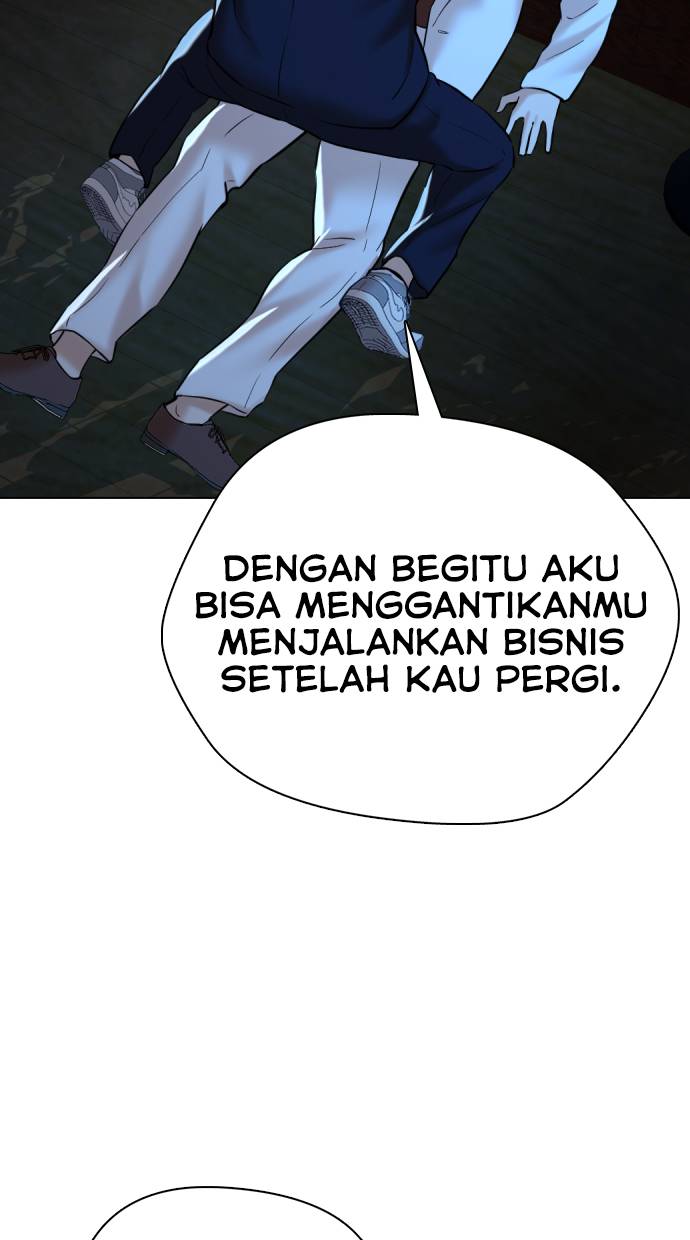 DENGAN BEGITU AKU
BISA MENGGANTIKANMU
MENJALANKAN BISNIS
SETELAH KAU PERGI.